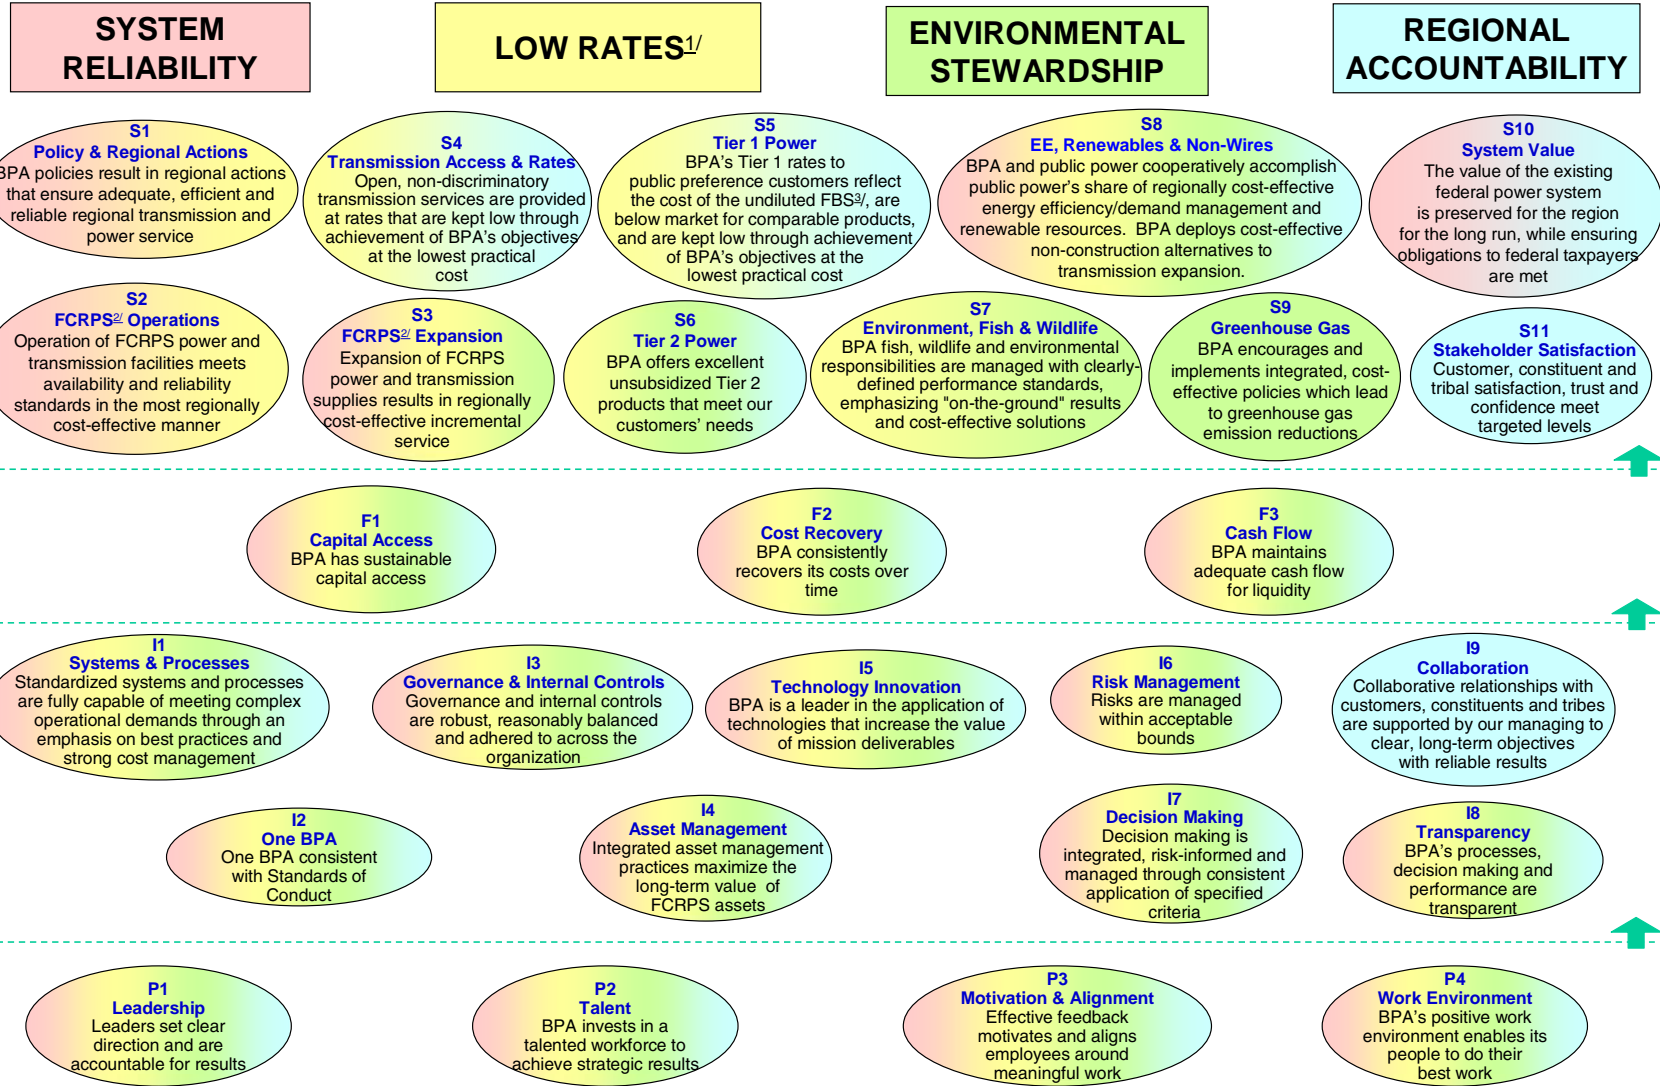 SYSTEM
RELIABILITY
LOW RATES1/
ENVIRONMENTAL
STEWARDSHIP
REGIONAL
ACCOUNTABILITY
S1
Policy & Regional Actions
BPA policies result in regional actions
that ensure adequate, efficient and
reliable regional transmission and
power service
S4
Transmission Access & Rates
Open, non-discriminatory
transmission services are provided
at rates that are kept low through
achievement of BPA's objectives
at the lowest practical
cost
S5
Tier 1 Power
BPA's Tier 1 rates to
public preference customers reflect
the cost of the undiluted FBS3/, are
below market for comparable products,
and are kept low through achievement
of BPA's objectives at the
lowest practical cost
S8
EE, Renewables & Non-Wires
BPA and public power cooperatively accomplish
public power's share of regionally cost-effective
energy efficiency/demand management and
renewable resources.  BPA deploys cost-effective
non-construction alternatives to
transmission expansion.
S10
System Value
The value of the existing
federal power system
is preserved for the region
for the long run, while ensuring
obligations to federal taxpayers
are met
S2
FCRPS2/ Operations
Operation of FCRPS power and
transmission facilities meets
availability and reliability
standards in the most regionally
cost-effective manner
S3
FCRPS2/ Expansion
Expansion of FCRPS
power and transmission
supplies results in regionally
cost-effective incremental
service
S6
Tier 2 Power
BPA offers excellent
unsubsidized Tier 2
products that meet our
customers' needs
S7
Environment, Fish & Wildlife
BPA fish, wildlife and environmental
responsibilities are managed with clearly-
defined performance standards,
emphasizing "on-the-ground" results
and cost-effective solutions
S9
Greenhouse Gas
BPA encourages and
implements integrated, cost-
effective policies which lead
to greenhouse gas
emission reductions
S11
Stakeholder Satisfaction
Customer, constituent and
tribal satisfaction, trust and
confidence meet
targeted levels
F1
Capital Access
BPA has sustainable
capital access
F2
Cost Recovery
BPA consistently
recovers its costs over
time
F3
Cash Flow
BPA maintains
adequate cash flow
for liquidity
I1
Systems & Processes
Standardized systems and processes
are fully capable of meeting complex
operational demands through an
emphasis on best practices and
strong cost management
I3
Governance & Internal Controls
Governance and internal controls
are robust, reasonably balanced
and adhered to across the
organization
I5
Technology Innovation
BPA is a leader in the application of
technologies that increase the value
of mission deliverables
I6
Risk Management
Risks are managed
within acceptable
bounds
I9
Collaboration
Collaborative relationships with
customers, constituents and tribes
are supported by our managing to
clear, long-term objectives
with reliable results
I2
One BPA
One BPA consistent
with Standards of
Conduct
I4
Asset Management
Integrated asset management
practices maximize the
long-term value  of
FCRPS assets
I7
Decision Making
Decision making is
integrated, risk-informed and
managed through consistent
application of specified
criteria
I8
Transparency
BPA's processes,
decision making and
performance are
transparent
P1
Leadership
Leaders set clear
direction and are
accountable for results
P2
Talent
BPA invests in a
talented workforce to
achieve strategic results
P3
Motivation & Alignment
Effective feedback
motivates and aligns
employees around
meaningful work
P4
Work Environment
BPA's positive work
environment enables its
people to do their
best work